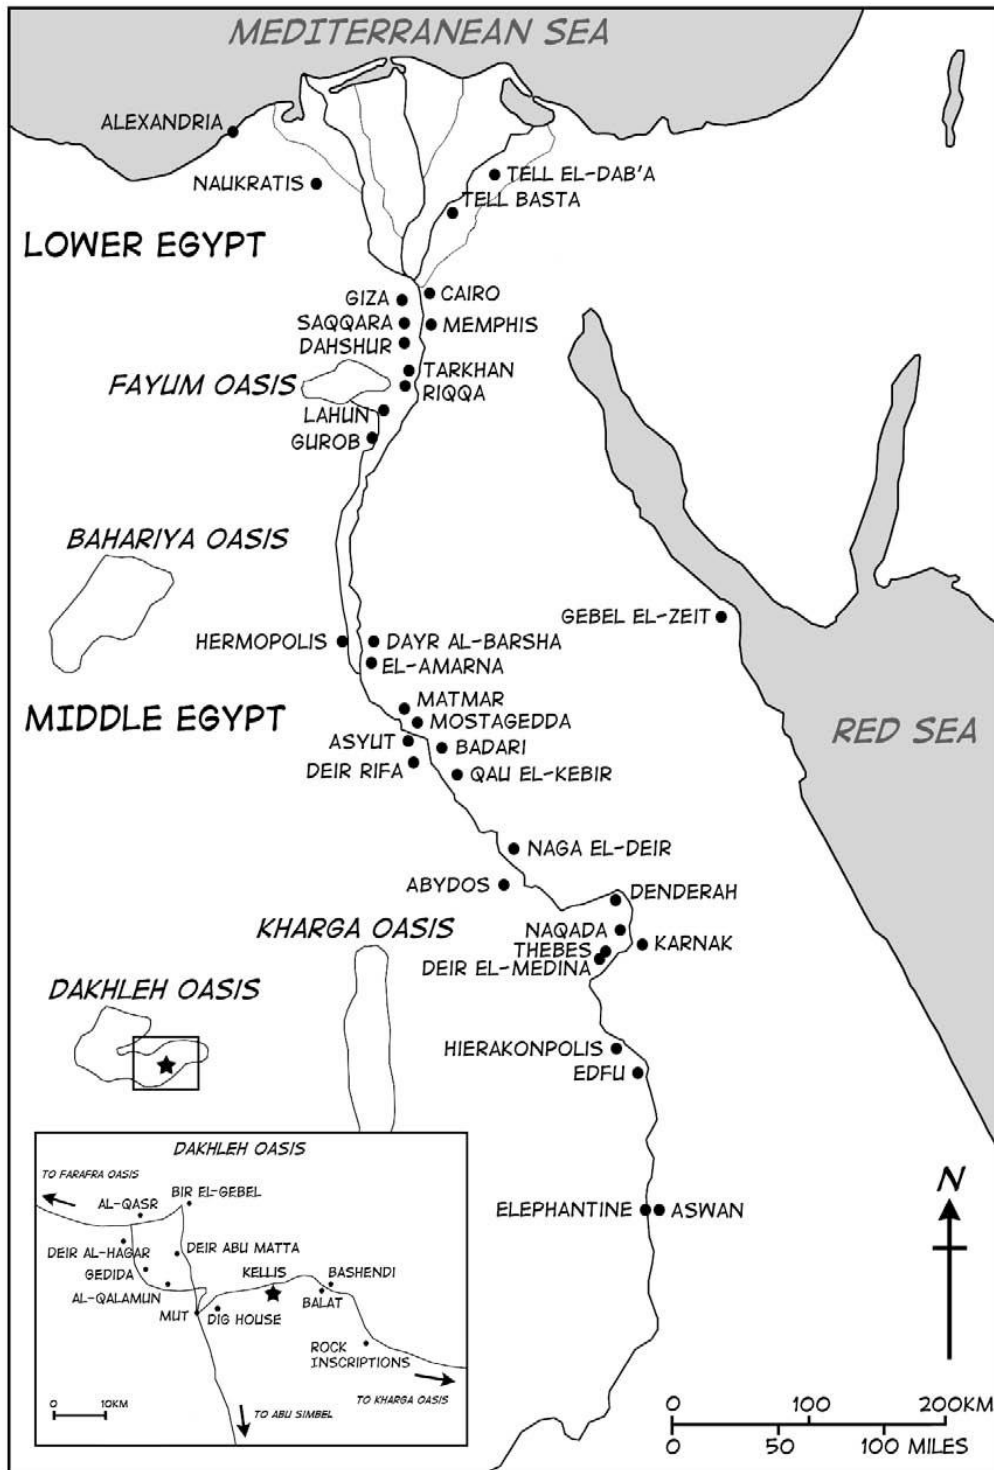 MEDITERRANEAN SEA
ALEXANDRIA
NAUKRATIS
TELL EL-DAB'A
TELL BASTA
LOWER EGYPT
GIZA
CAIRO
SAQQARA
MEMPHIS
DAHSHUR
TARKHAN
FAYUM OASIS
RIQQA
LAHUN
GUROB
BAHARIYA OASIS
GEBEL EL-ZEIT
HERMOPOLIS
DAYR AL-BARSHA
EL-AMARNA
MATMAR
MIDDLE EGYPT
MOSTAGEDDA
RED SEA
ASYUT
BADARI
DEIR RIFA
QAU EL-KEBIR
NAGA EL-DEIR
ABYDOS
DENDERAH
KHARGA OASIS
NAQADA
THEBES
KARNAK
DEIR EL-MEDINA
DAKHLEH OASIS
HIERAKONPOLIS
EDFU
ELEPHANTINE
ASWAN
DAKHLEH OASIS
TO FARAFRA OASIS
BIR EL-GEBEL
AL-QASR
DEIR AL-HAGAR
DEIR ABU MATTA
GEDIDA
KELLIS
BASHENDI
AL-QALAMUN
BALAT
MUT
DIG HOUSE
ROCK
INSCRIPTIONS
TO KHARGA OASIS
TO ABU SIMBEL
0 10KM
N
0 100 200KM
0 50 100 MILES